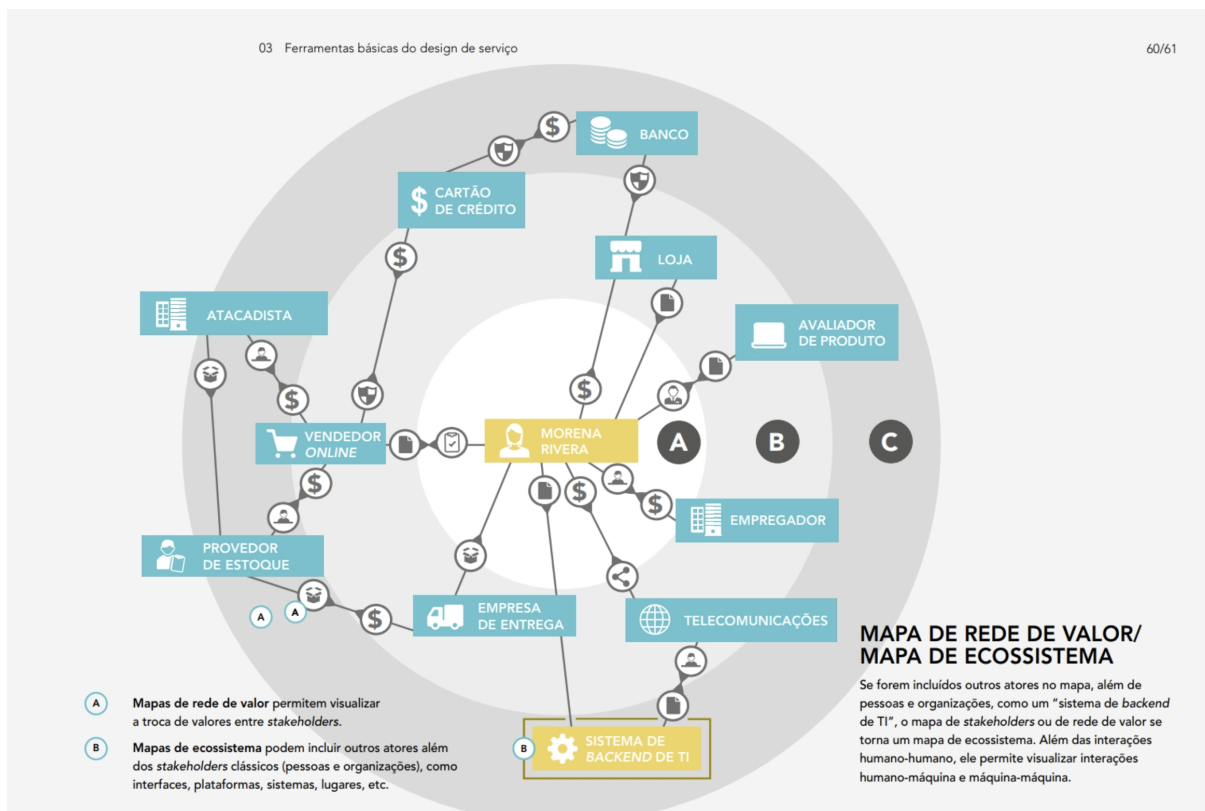 03 Ferramentas básicas do design de serviço
60/61
$
BANCO
$ CARTÃO
DE CRÉDITO
$
LOJA
ATACADISTA
AVALIADOR
DE PRODUTO
$
$
VENDEDOR
ONLINE
MORENA
RIVERA
A
B
C
$
$
$
EMPREGADOR
PROVEDOR
DE ESTOQUE
A
A
$
EMPRESA
DE ENTREGA
TELECOMUNICAÇÕES
MAPA DE REDE DE VALOR/
MAPA DE ECOSSISTEMA
Se forem incluídos outros atores no mapa, além de
pessoas e organizações, como um "sistema de backend
de TI", o mapa de stakeholders ou de rede de valor se
torna um mapa de ecossistema. Além das interações
humano-humano, ele permite visualizar interações
humano-máquina e máquina-máquina.
A Mapas de rede de valor permitem visualizar
a troca de valores entre stakeholders.
B Mapas de ecossistema podem incluir outros atores além
dos stakeholders clássicos (pessoas e organizações), como
interfaces, plataformas, sistemas, lugares, etc.
B
SISTEMA DE
BACKEND DE TI